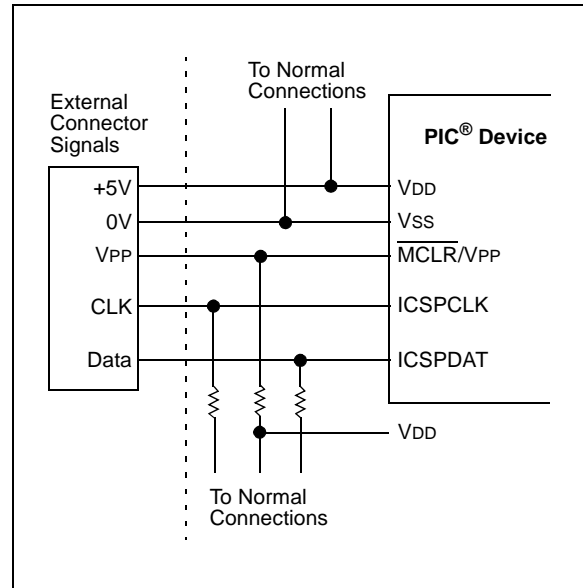 To Normal
Connections
External
Connector
Signals
PIC® Device
+5V
VDD
0V
VSS
VPP
MCLR/VPP
CLK
ICSPCLK
Data
ICSPDAT
VDD
To Normal
Connections